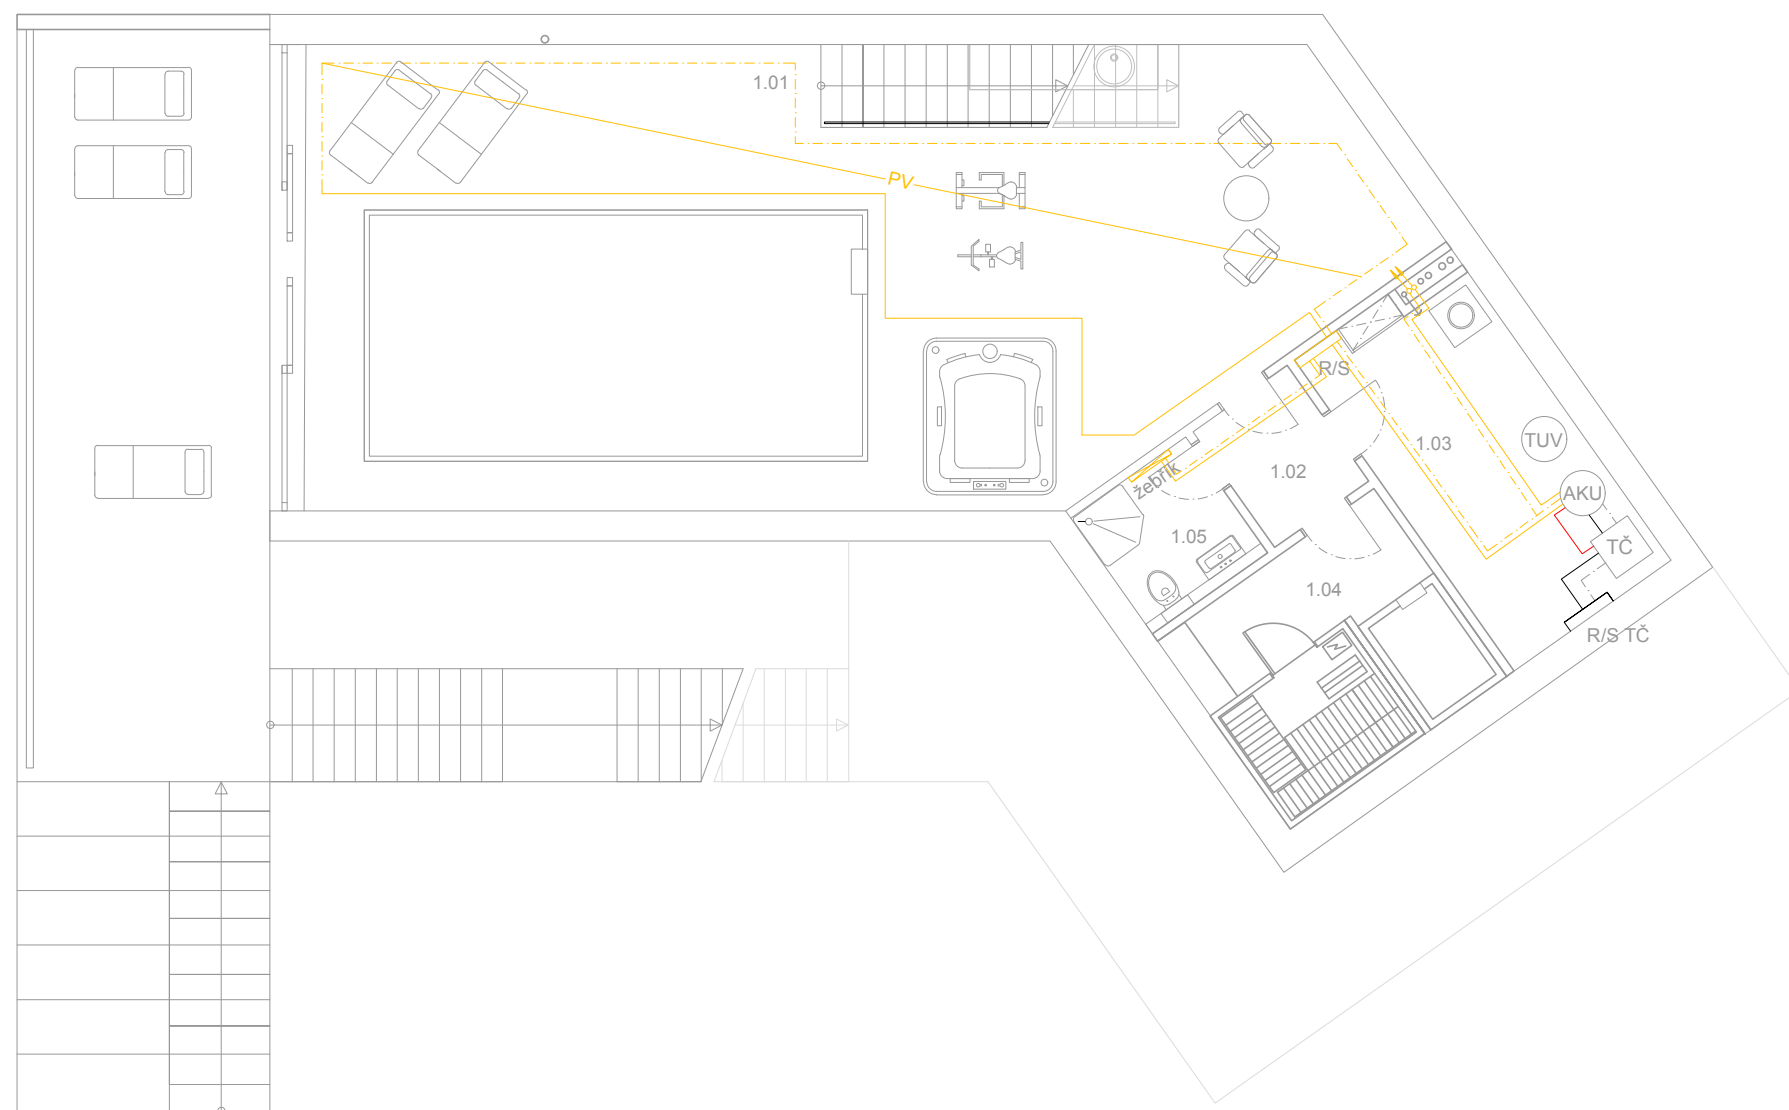 1.01
PV
R/S
1.03
TUV
1.02
žebřík
AKU
1.05
TČ
1.04
R/S TČ